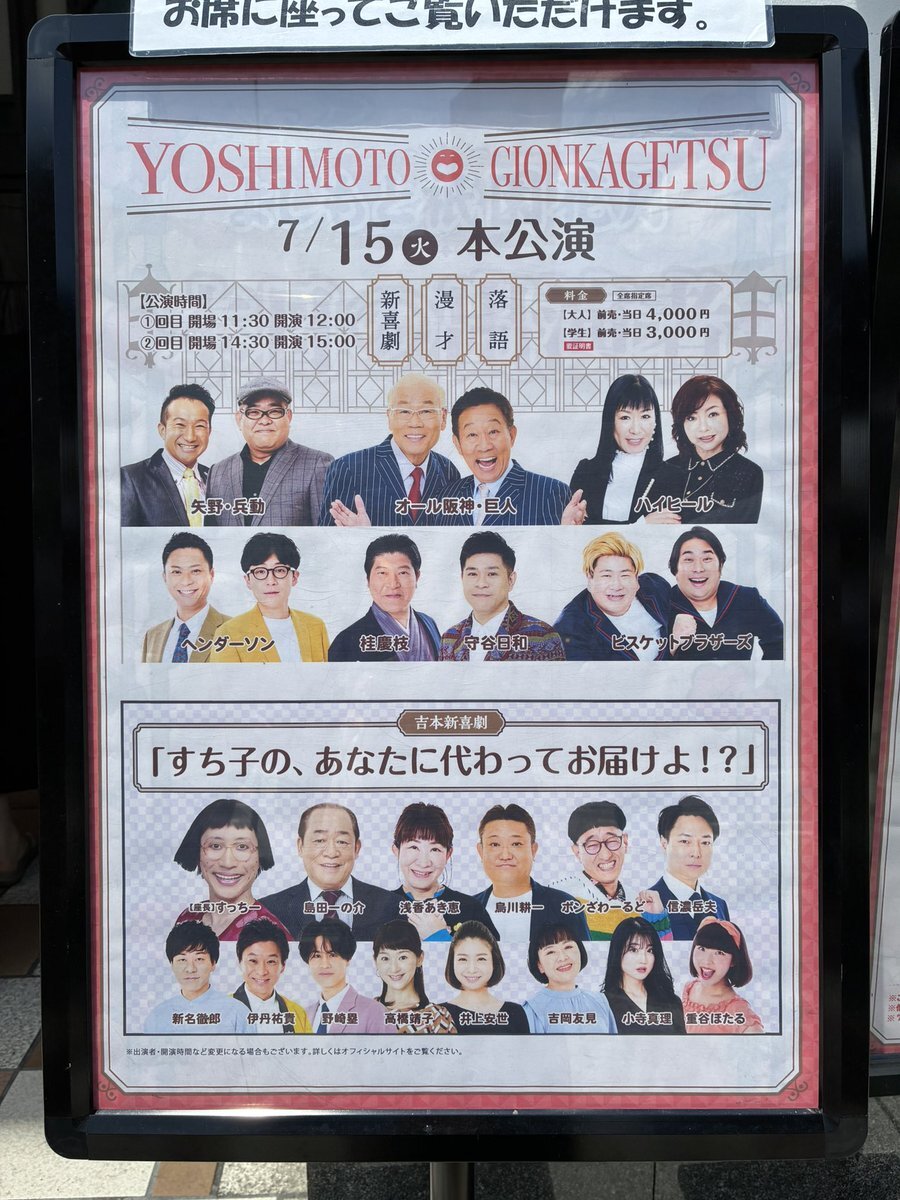 お席に座ってご覧いただけます。
YOSHIMOTO GIONKAGETSU
7/15火 本公演
【公演時間】
①回目 開場 11:30 開演 12:00
②回目 開場 14:30 開演 15:00
新喜劇
漫才
落語
料金 全席指定席
【大人】前売・当日 4,000円
【学生】前売・当日 3,000円
要証明書
矢野・兵動
オール阪神・巨人
ハイヒール
ヘンダーソン
桂慶枝
守谷日和
ビスケットブラザーズ
吉本新喜劇
「すち子の、あなたに代わってお届けよ!?」
【座長】すっちー
島田一の介
浅香あき恵
烏川耕一
ボンざわーるど
信濃岳夫
新名徹郎
伊丹祐貴
野崎塁
高橋靖子
井上安世
吉岡友見
小寺真理
重谷ほたる
※出演者・開演時間など変更になる場合もございます。詳しくはオフィシャルサイトをご覧ください。